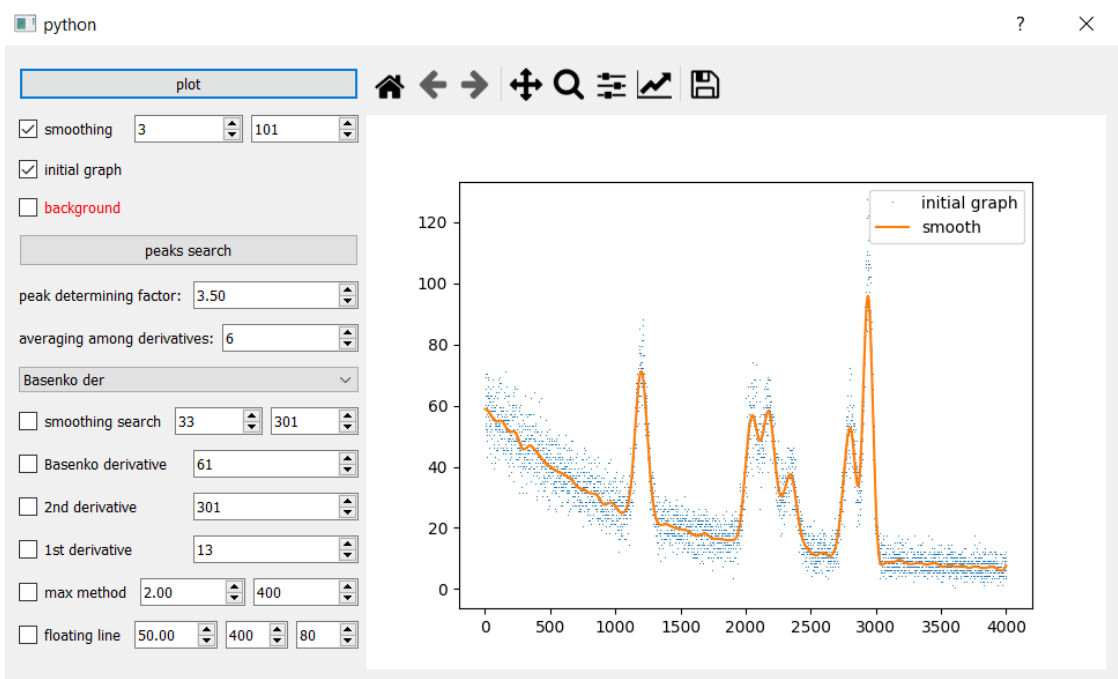 python ?
plot
smoothing 3 101
initial graph
background
peaks search
peak determining factor: 3.50
averaging among derivatives: 6
Basenko der
smoothing search 33 301
Basenko derivative 61
2nd derivative 301
1st derivative 13
max method 2.00 400
floating line 50.00 400 80
initial graph
smooth
120
100
80
60
40
20
0
0 500 1000 1500 2000 2500 3000 3500 4000